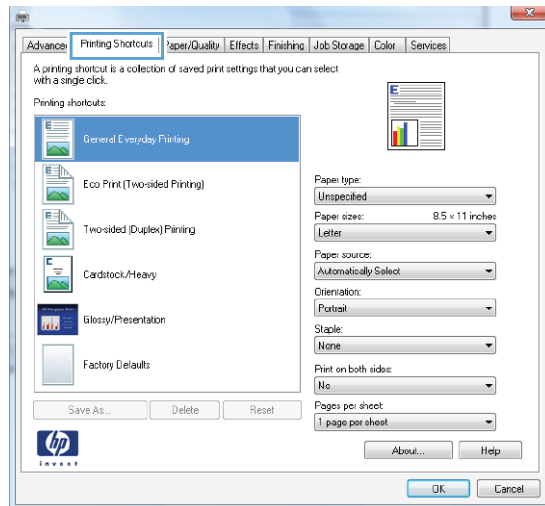 Advanced Printing Shortcuts Paper/Quality Effects Finishing Job Storage Color Services
A printing shortcut is a collection of saved print settings that you can select
with a single click.
Printing shortcuts:
General Everyday Printing
Eco Print (Two-sided Printing)
Two-sided (Duplex) Printing
Cardstock/Heavy
Glossy/Presentation
Factory Defaults
Save As... Delete Reset
E
Paper type:
Unspecified
Paper sizes: 8.5 × 11 inches
Letter
Paper source:
Automatically Select
Orientation:
Portrait
Staple:
None
Print on both sides:
No
Pages per sheet:
1 page per sheet
hp
invent
About... Help
OK Cancel